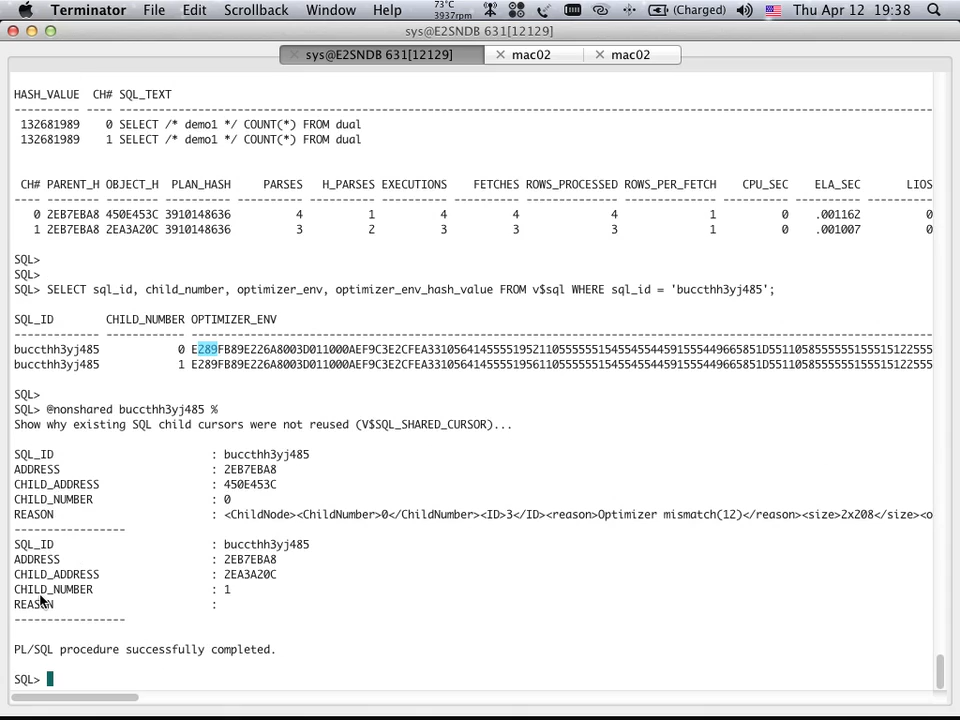 Terminator File Edit Scrollback Window Help 73°C 3937rpm (Charged) Thu Apr 12 19:38
sys@E2SNDB 631[12129]
sys@E2SNDB 631[12129] mac02 mac02
HASH_VALUE CH# SQL_TEXT
---------- ---- ------------------------------------------------------------------------------------------------------------------------
132681989 0 SELECT /* demo1 */ COUNT(*) FROM dual
132681989 1 SELECT /* demo1 */ COUNT(*) FROM dual
CH# PARENT_H OBJECT_H PLAN_HASH PARSES H_PARSES EXECUTIONS FETCHES ROWS_PROCESSED ROWS_PER_FETCH CPU_SEC ELA_SEC LIOS
---- -------- -------- ---------- ---------- ---------- ---------- ---------- -------------- -------------- ---------- ---------- ----------
0 2EB7EBA8 450E453C 3910148636 4 1 4 4 4 1 0 .001162 0
1 2EB7EBA8 2EA3A20C 3910148636 3 2 3 3 3 1 0 .001007 0
SQL>
SQL>
SQL> SELECT sql_id, child_number, optimizer_env, optimizer_env_hash_value FROM v$sql WHERE sql_id = 'buccthh3yj485';
SQL_ID CHILD_NUMBER OPTIMIZER_ENV
------------- ------------ ----------------------------------------------------------------------------------------------------------------
buccthh3yj485 0 E289FB89E226A8003D011000AEF9C3E2CFEA331056414555519521105555551545545544591555449665851D5511058555555155515122555
buccthh3yj485 1 E289FB89E226A8003D011000AEF9C3E2CFEA331056414555519561105555551545545544591555449665851D5511058555555155515122555
SQL>
SQL> @nonshared buccthh3yj485 %
Show why existing SQL child cursors were not reused (V$SQL_SHARED_CURSOR)...
SQL_ID : buccthh3yj485
ADDRESS : 2EB7EBA8
CHILD_ADDRESS : 450E453C
CHILD_NUMBER : 0
REASON : <ChildNode><ChildNumber>0</ChildNumber><ID>3</ID><reason>Optimizer mismatch(12)</reason><size>2x208</size><o
-----------------
SQL_ID : buccthh3yj485
ADDRESS : 2EB7EBA8
CHILD_ADDRESS : 2EA3A20C
CHILD_NUMBER : 1
REASON :
-----------------
PL/SQL procedure successfully completed.
SQL>